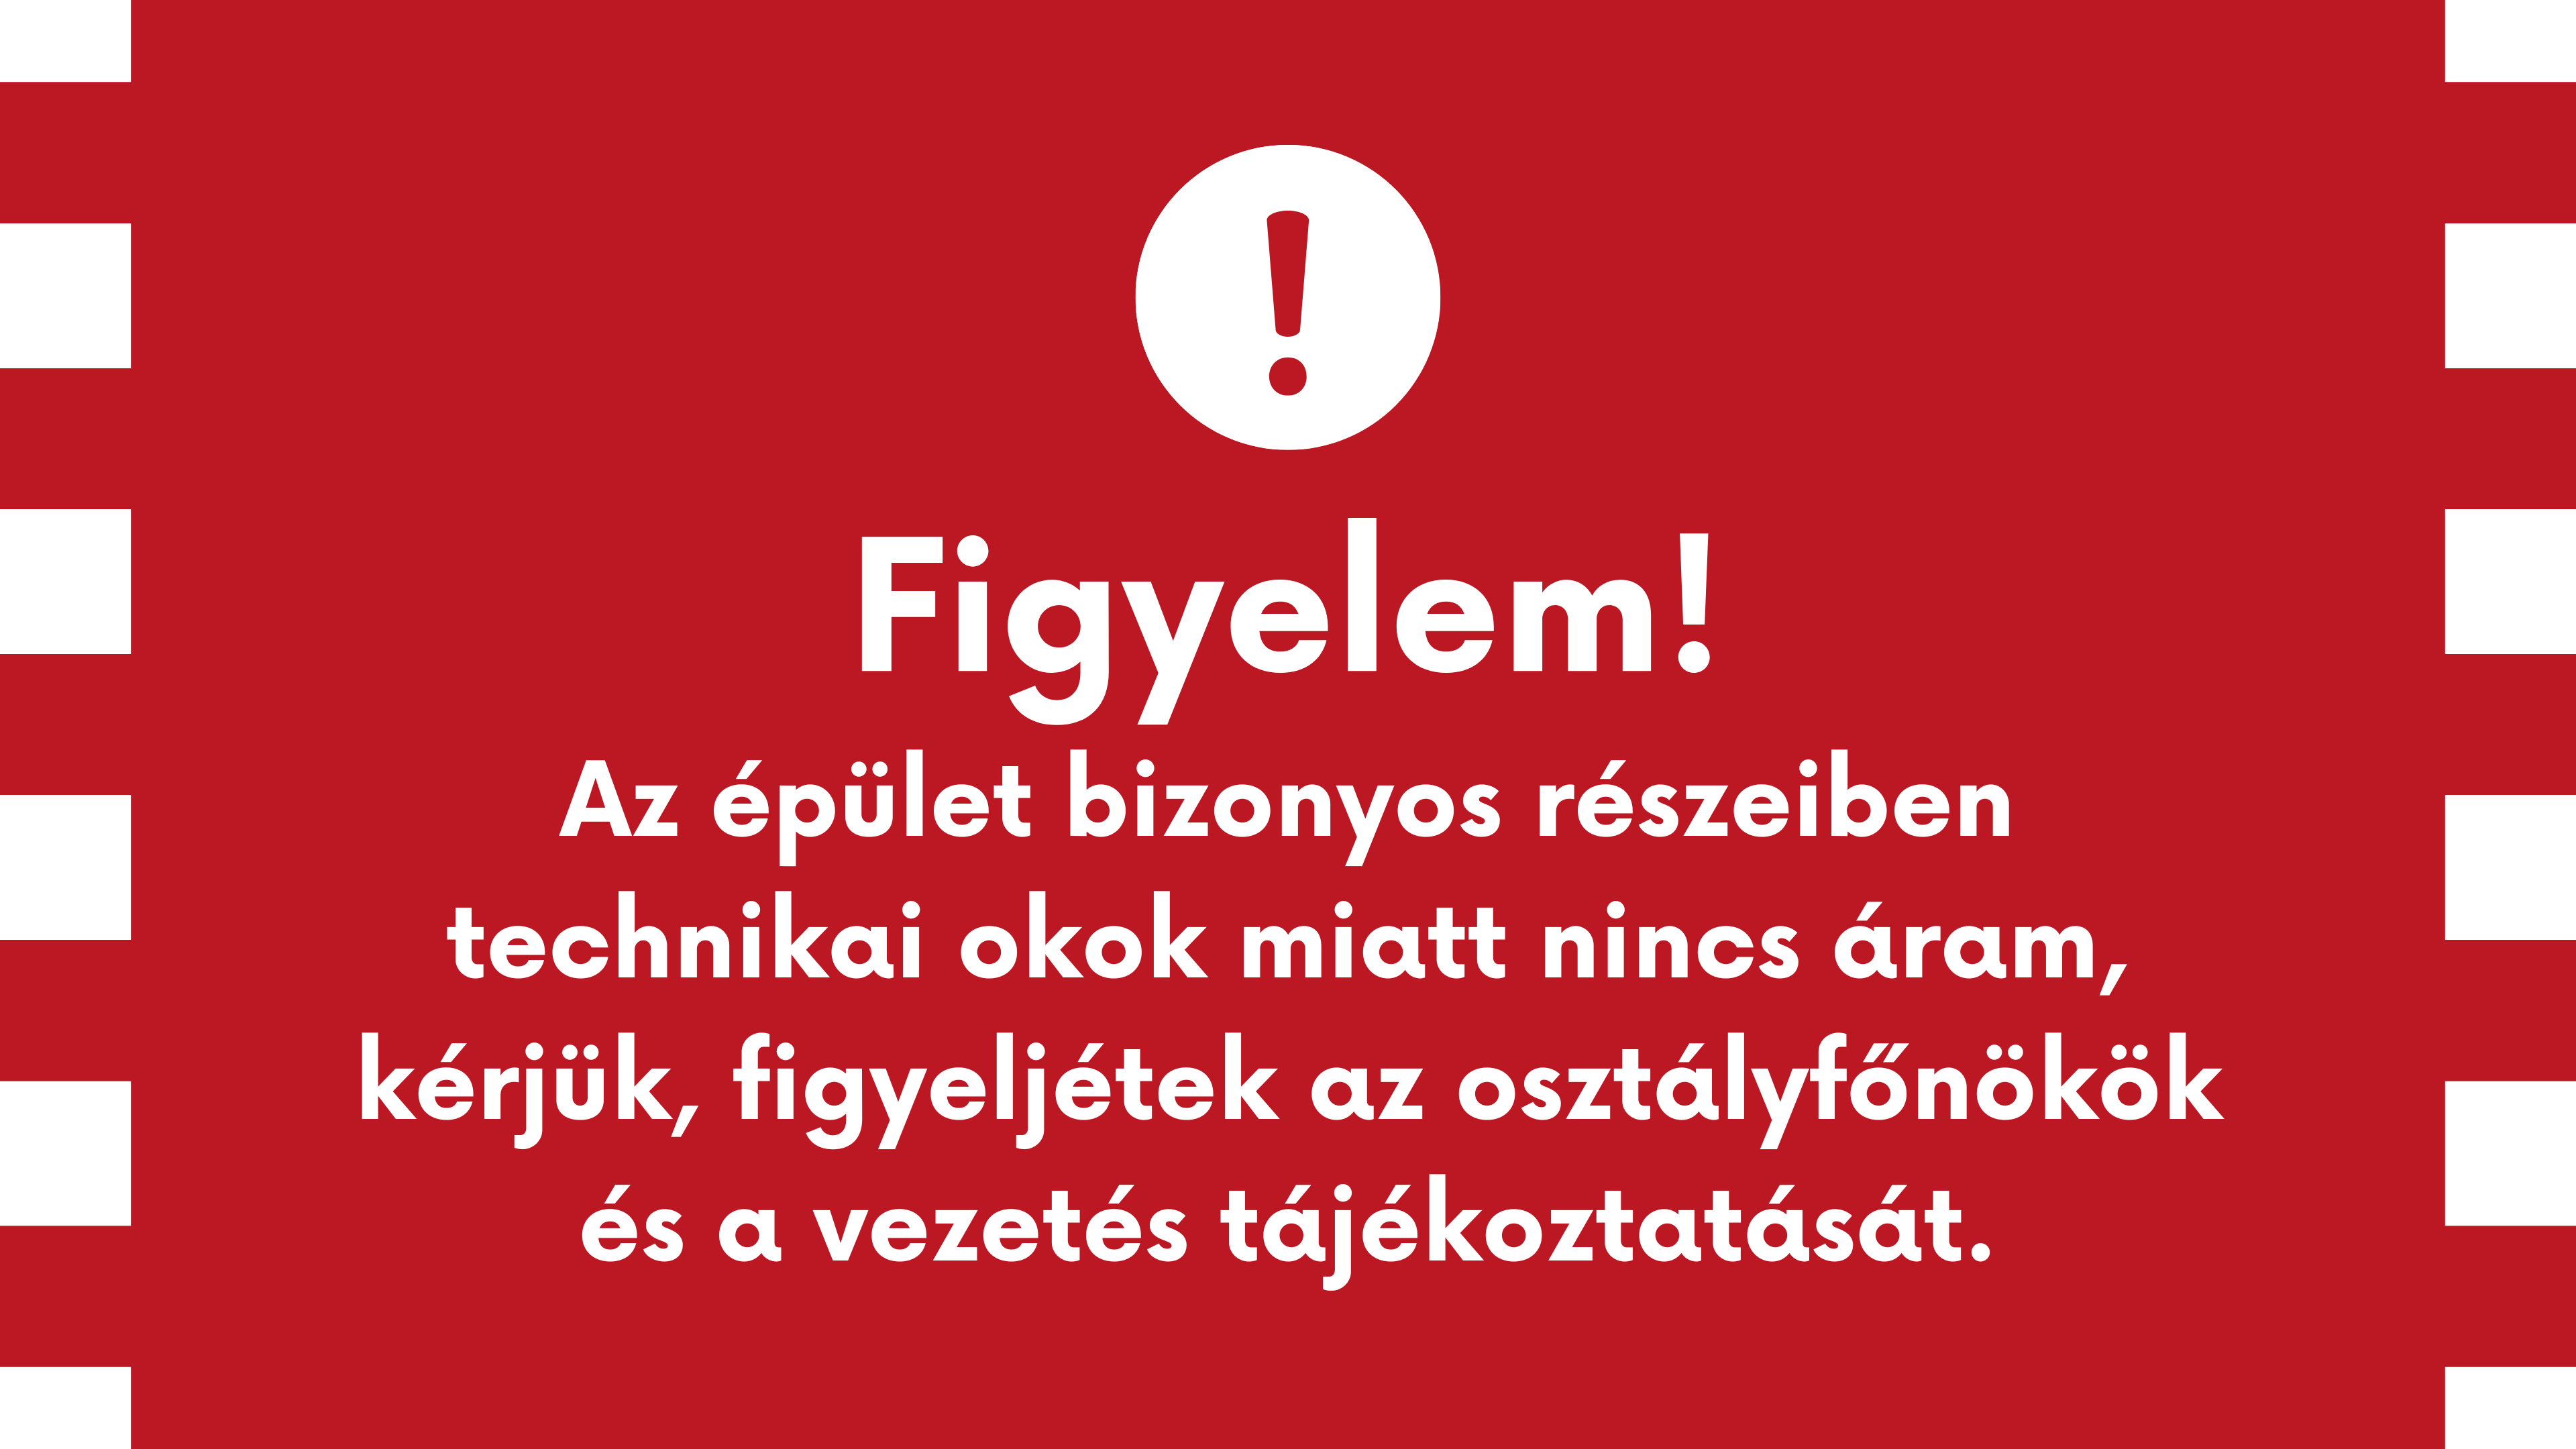 !
Figyelem!
Az épület bizonyos részeiben
technikai okok miatt nincs áram,
kérjük, figyeljétek az osztályfőnökök
és a vezetés tájékoztatását.